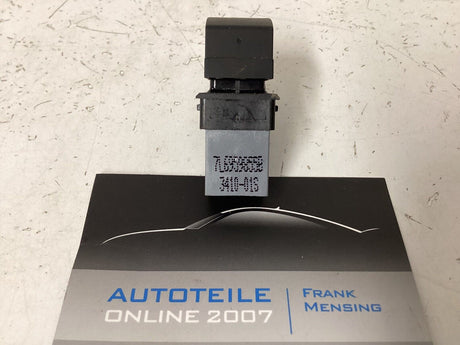 7L6959855B
3410-01S
AUTOTEILE
ONLINE 2007
FRANK
MENSING